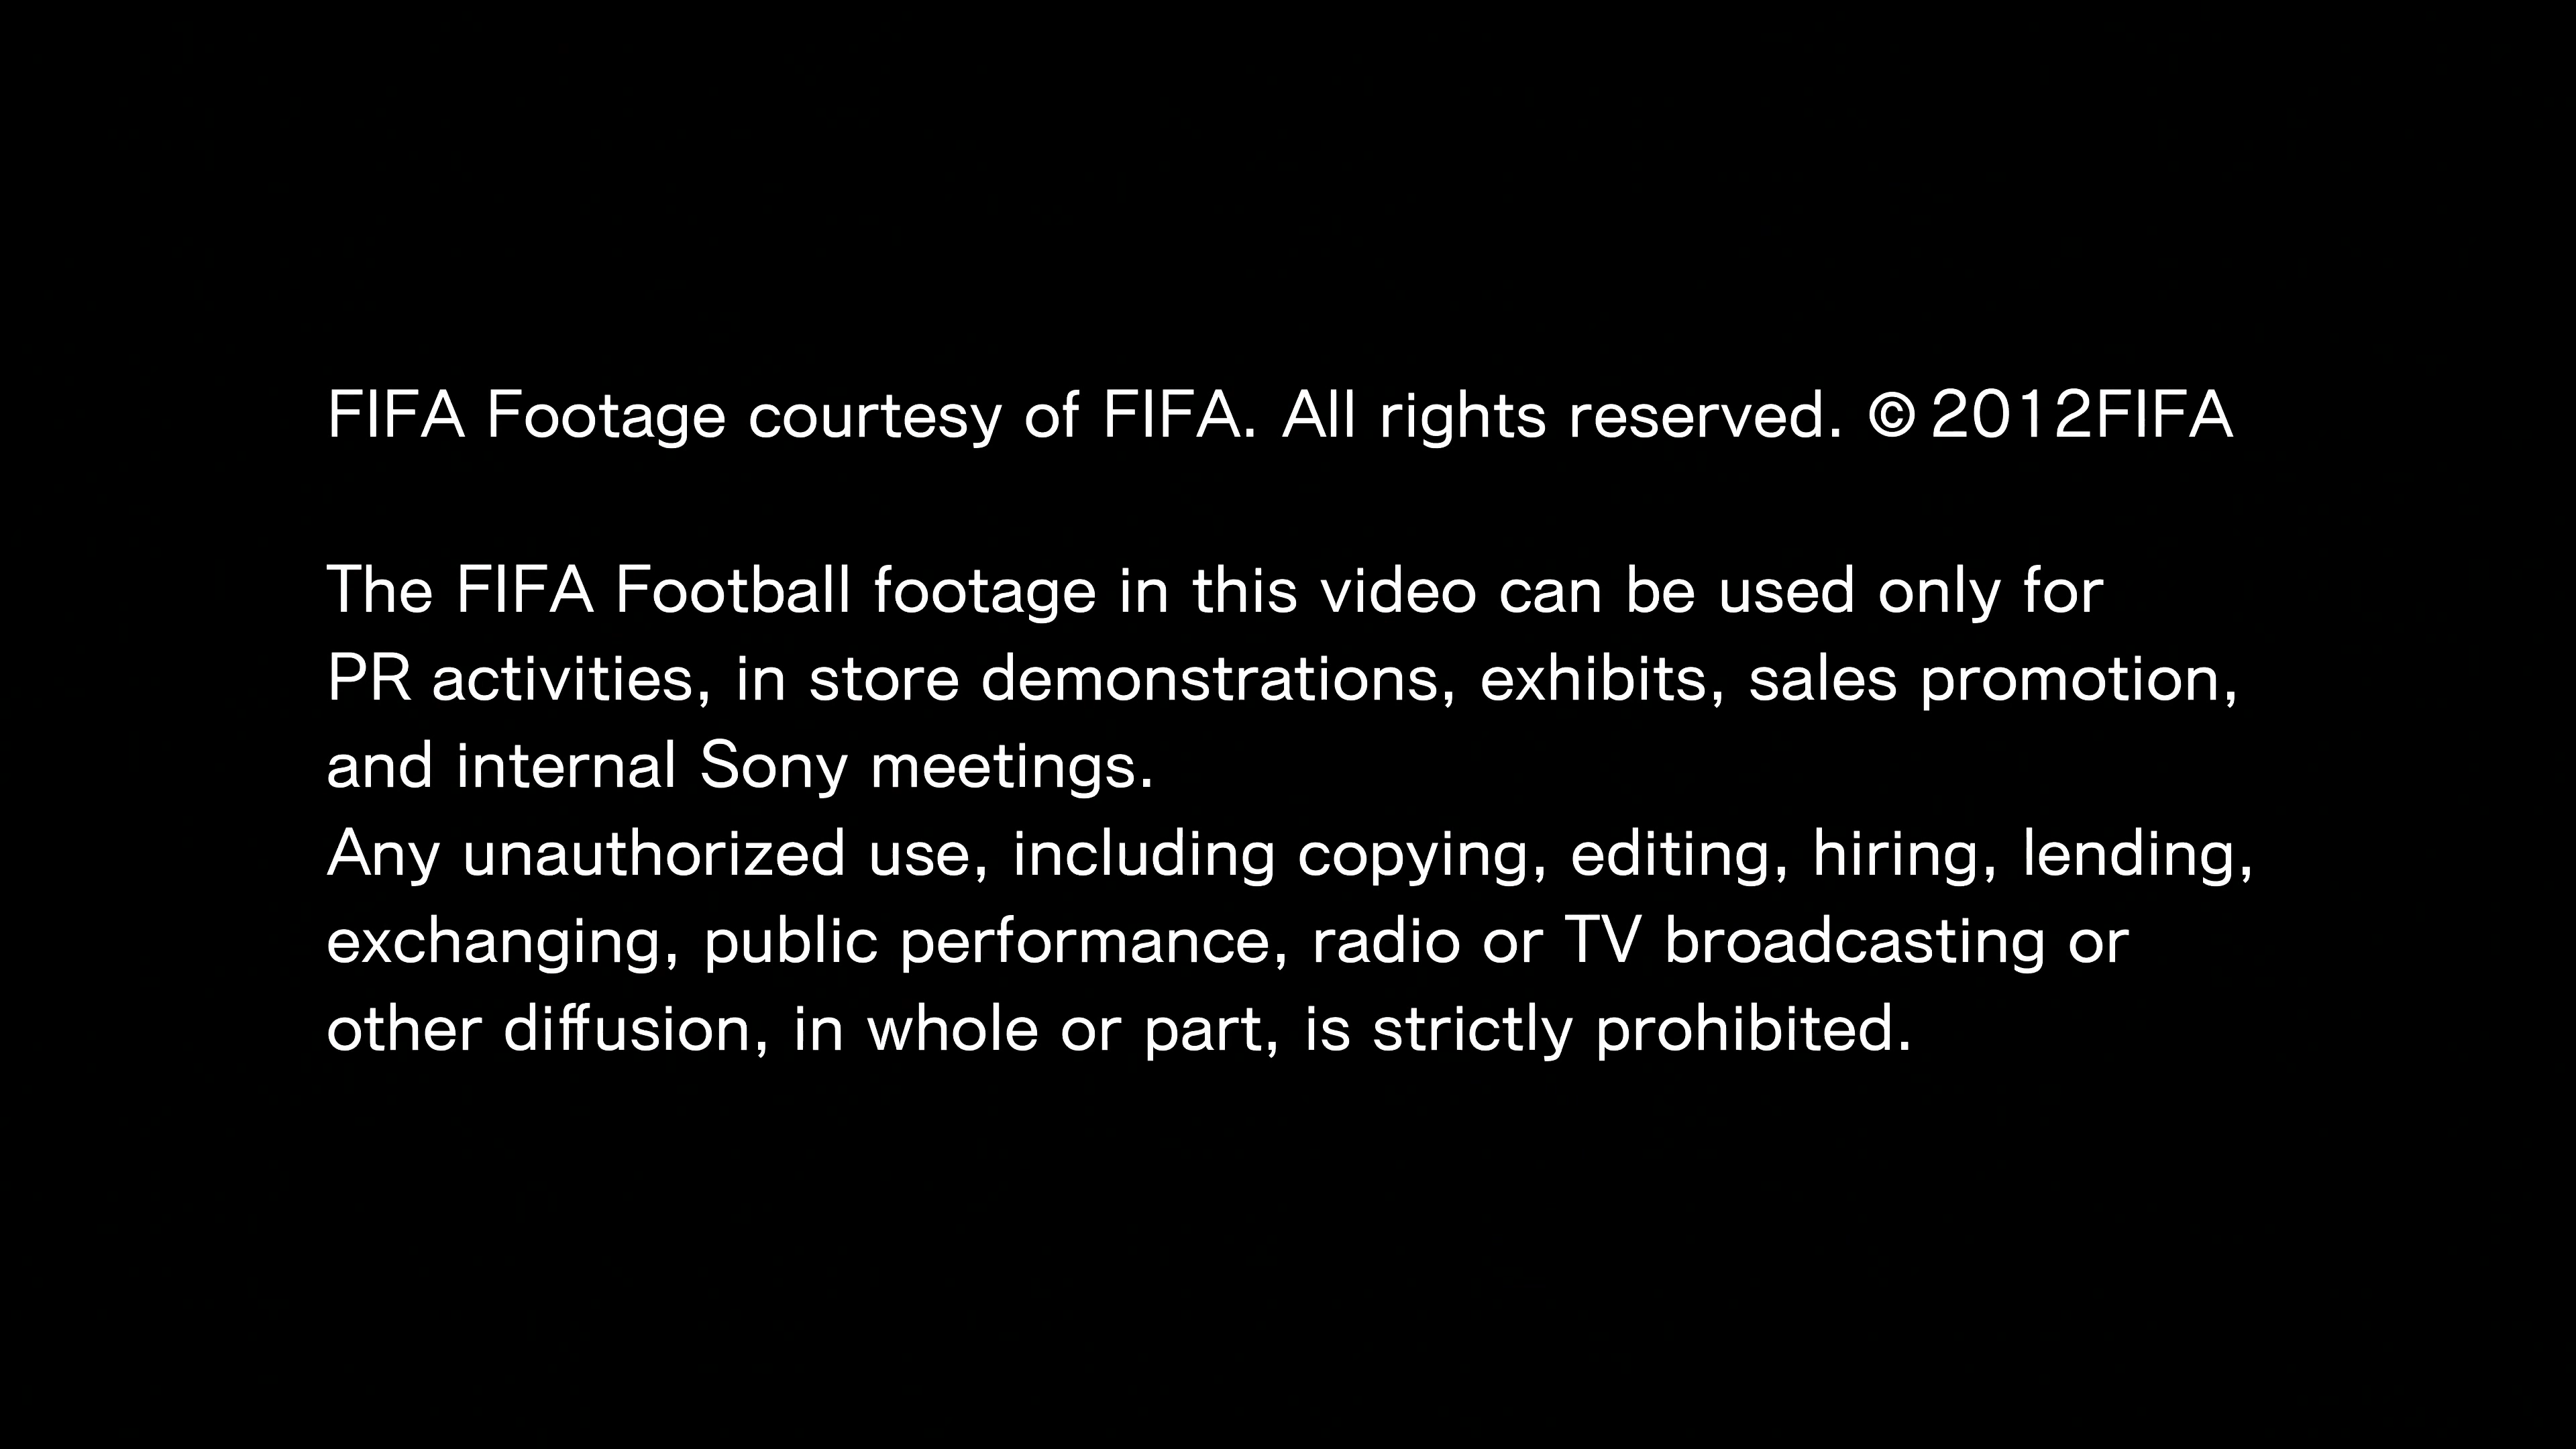 FIFA Footage courtesy of FIFA. All rights reserved. © 2012FIFA
The FIFA Football footage in this video can be used only for
PR activities, in store demonstrations, exhibits, sales promotion,
and internal Sony meetings.
Any unauthorized use, including copying, editing, hiring, lending,
exchanging, public performance, radio or TV broadcasting or
other diffusion, in whole or part, is strictly prohibited.